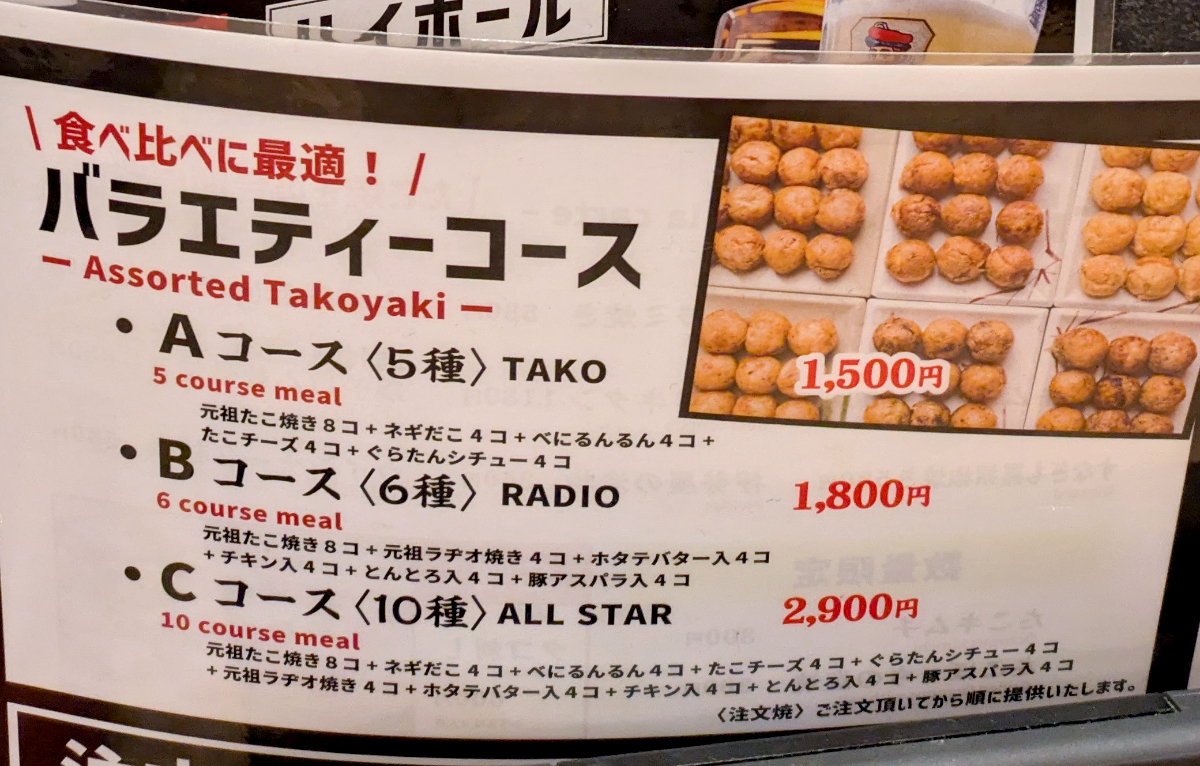 ハイボール
\ 食べ比べに最適！ /
バラエティーコース
ー Assorted Takoyaki ー
・A コース〈5種〉TAKO 1,500円
5 course meal
元祖たこ焼き8コ+ネギだこ4コ+べにるんるん4コ+
たこチーズ4コ+ぐらたんシチュー4コ
・B コース〈6種〉RADIO 1,800円
6 course meal
元祖たこ焼き8コ+元祖ラヂオ焼き4コ+ホタテバター入4コ
+チキン入4コ+とんとろ入4コ+豚アスパラ入4コ
・C コース〈10種〉ALL STAR 2,900円
10 course meal
元祖たこ焼き8コ+ネギだこ4コ+べにるんるん4コ+たこチーズ4コ+ぐらたんシチュー4コ
+元祖ラヂオ焼き4コ+ホタテバター入4コ+チキン入4コ+とんとろ入4コ+豚アスパラ入4コ
〈注文焼〉ご注文頂いてから順に提供いたします。